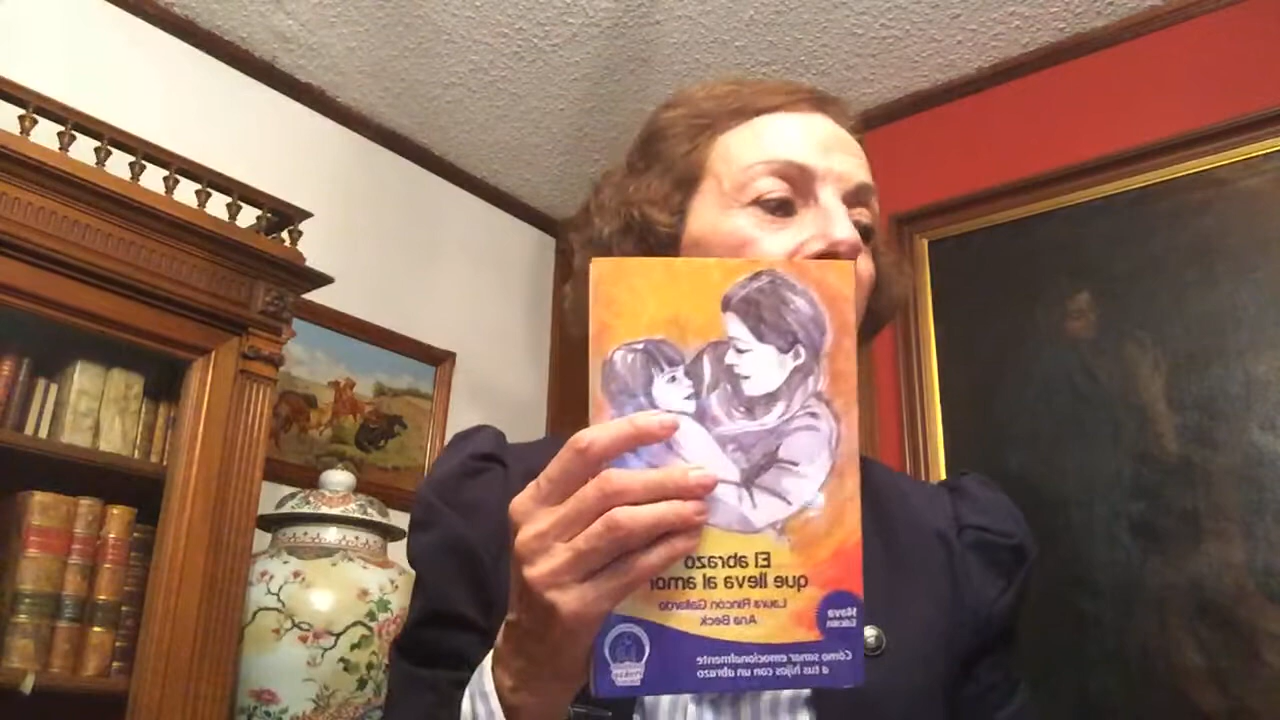 El abrazo
que lleva al amor
Laura Rincón Gallardo
Ana Beck
Edición
Cómo sanar emocionalmente
a tus hijos con un abrazo